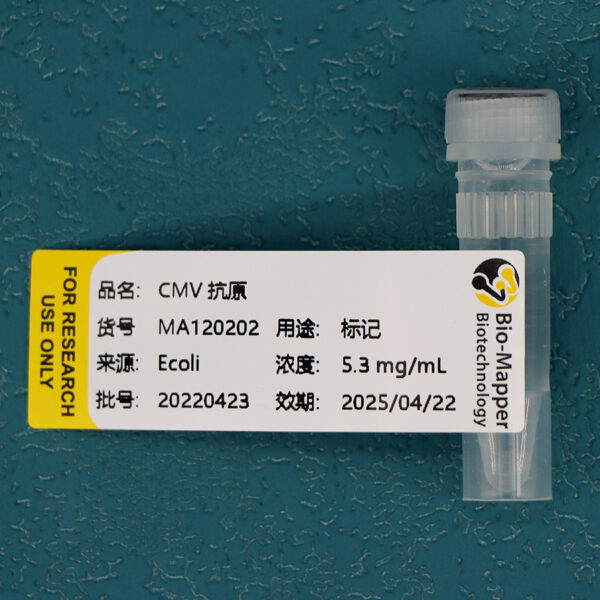 FOR RESEARCH
USE ONLY
品名: CMV 抗原
货号 MA120202 用途: 标记
来源: Ecoli 浓度: 5.3 mg/mL
批号: 20220423 效期: 2025/04/22
Bio-Mapper
Biotechnology